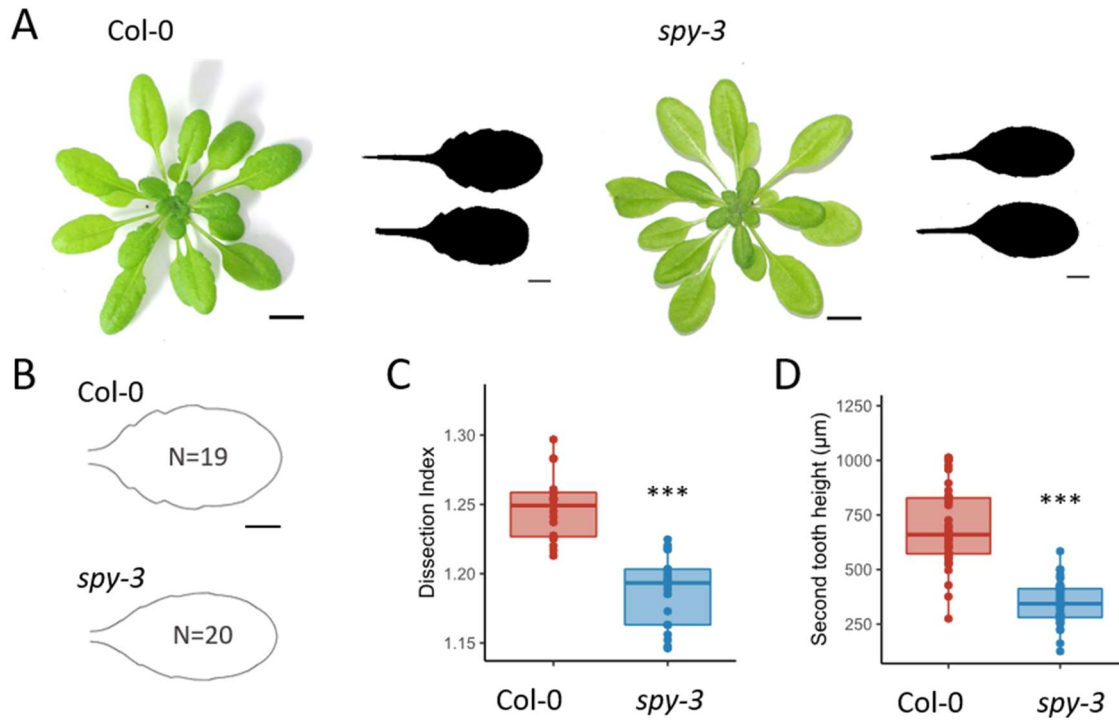 A
Col-0
spy-3
B
Col-0
N=19
spy-3
N=20
C
Dissection Index
1.30
1.25
1.20
1.15
***
Col-0
spy-3
D
Second tooth height (µm)
1250
1000
750
500
250
***
Col-0
spy-3